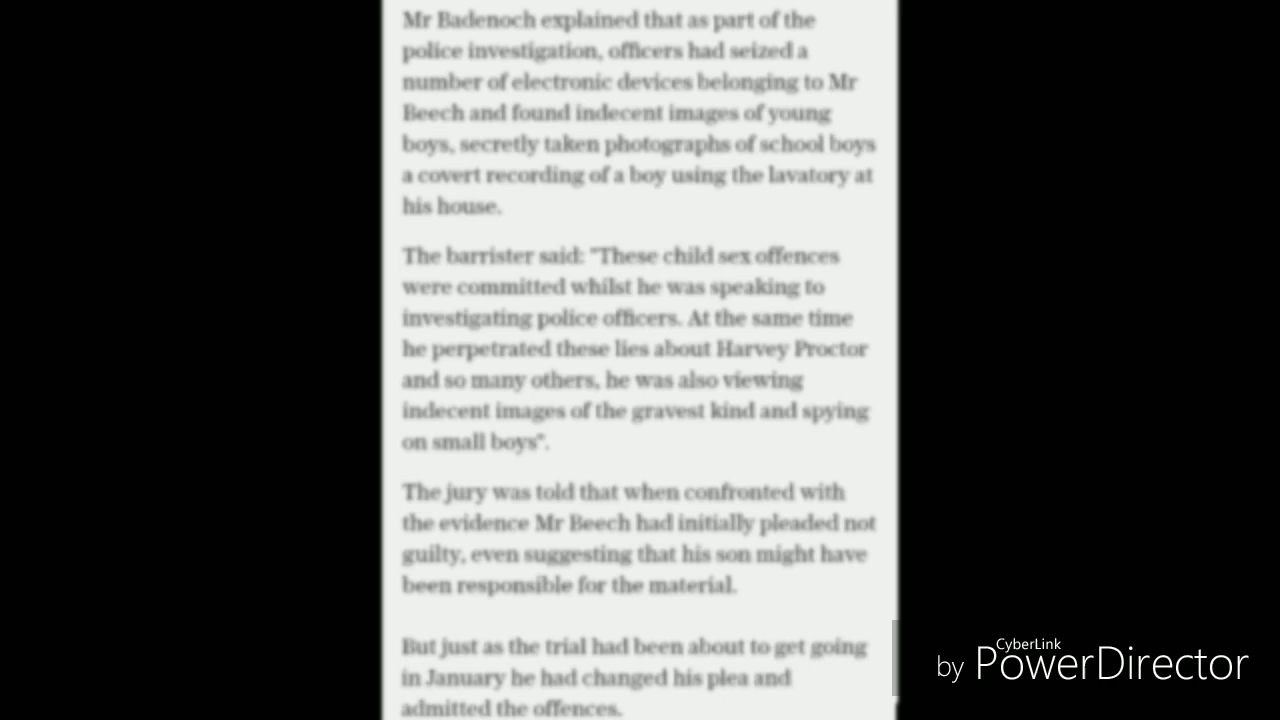 Mr Badenoch explained that as part of the
police investigation, officers had seized a
number of electronic devices belonging to Mr
Beech and found indecent images of young
boys, secretly taken photographs of school boys
a covert recording of a boy using the lavatory at
his house.
The barrister said: "These child sex offences
were committed whilst he was speaking to
investigating police officers. At the same time
he perpetrated these lies about Harvey Proctor
and so many others, he was also viewing
indecent images of the gravest kind and spying
on small boys".
The jury was told that when confronted with
the evidence Mr Beech had initially pleaded not
guilty, even suggesting that his son might have
been responsible for the material.
But just as the trial had been about to get going
in January he had changed his plea and
admitted the offences.
CyberLink
by PowerDirector